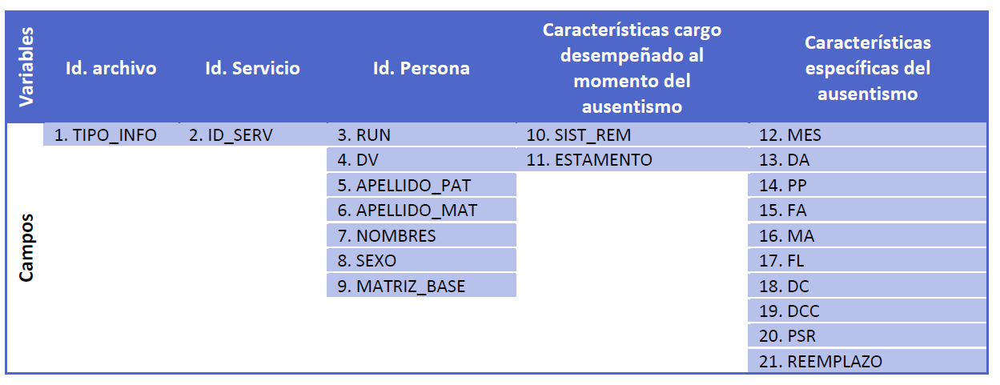 Variables
Id. archivo
Id. Servicio
Id. Persona
Características cargo
desempeñado al
momento del
ausentismo
Características
específicas del
ausentismo
Campos
1. TIPO_INFO
2. ID_SERV
3. RUN
10. SIST_REM
12. MES
4. DV
11. ESTAMENTO
13. DA
5. APELLIDO_PAT
14. PP
6. APELLIDO_MAT
15. FA
7. NOMBRES
16. MA
8. SEXO
17. FL
9. MATRIZ_BASE
18. DC
19. DCC
20. PSR
21. REEMPLAZO